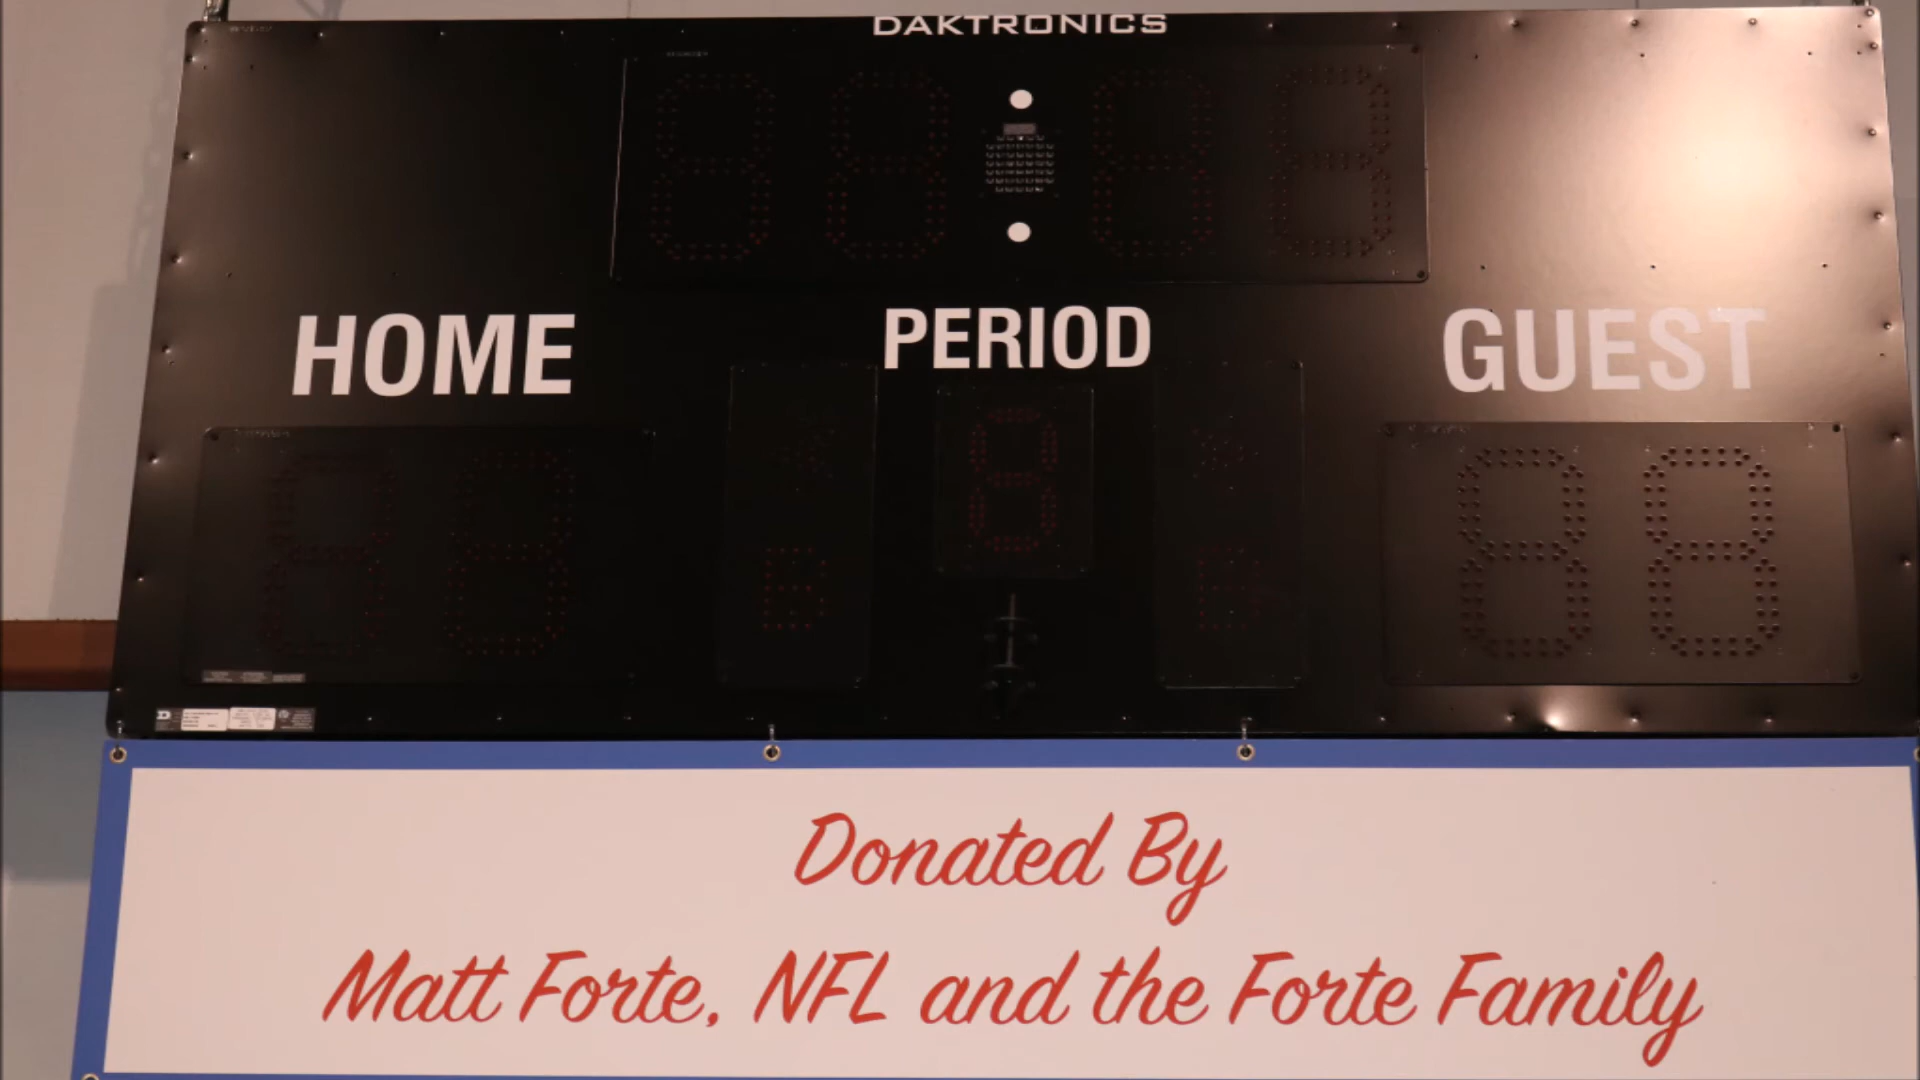 DAKTRONICS
HOME PERIOD GUEST
Donated By
Matt Forte, NFL and the Forte Family